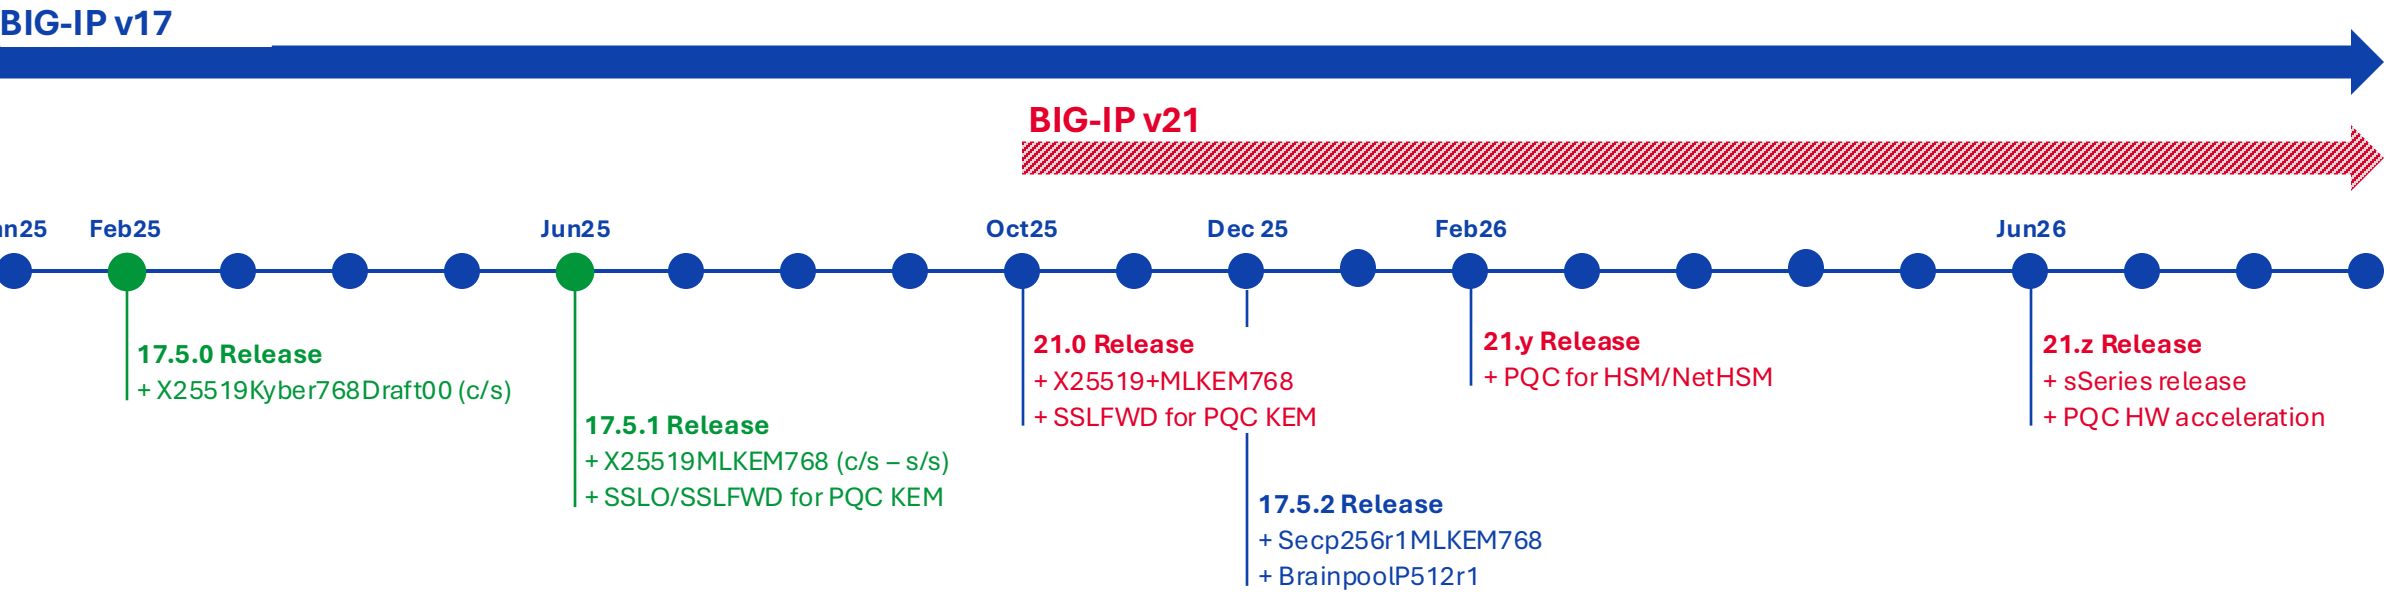 BIG-IP v17
BIG-IP v21
an25 Feb25 Jun25 Oct25 Dec 25 Feb26 Jun26
17.5.0 Release
+ X25519Kyber768Draft00 (c/s)
17.5.1 Release
+ X25519MLKEM768 (c/s – s/s)
+ SSLO/SSLFWD for PQC KEM
21.0 Release
+ X25519+MLKEM768
+ SSLFWD for PQC KEM
17.5.2 Release
+ Secp256r1MLKEM768
+ BrainpoolP512r1
21.y Release
+ PQC for HSM/NetHSM
21.z Release
+ sSeries release
+ PQC HW acceleration